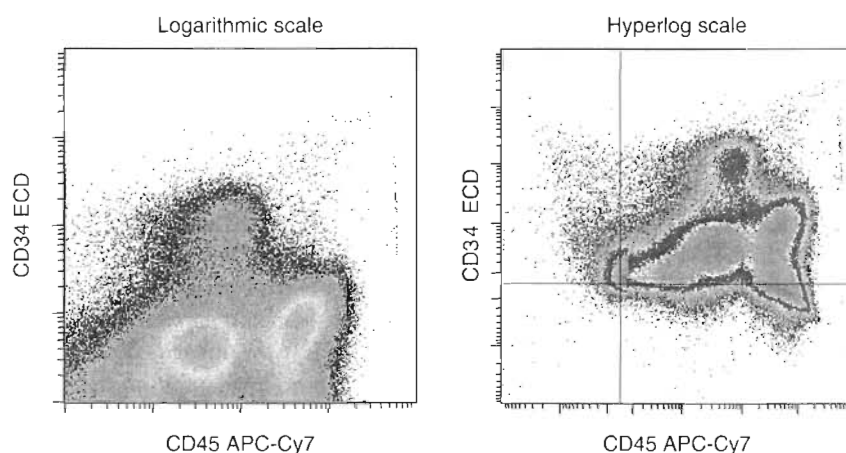 Logarithmic scale
CD34 ECD
CD45 APC-Cy7
Hyperlog scale
CD34 ECD
CD45 APC-Cy7